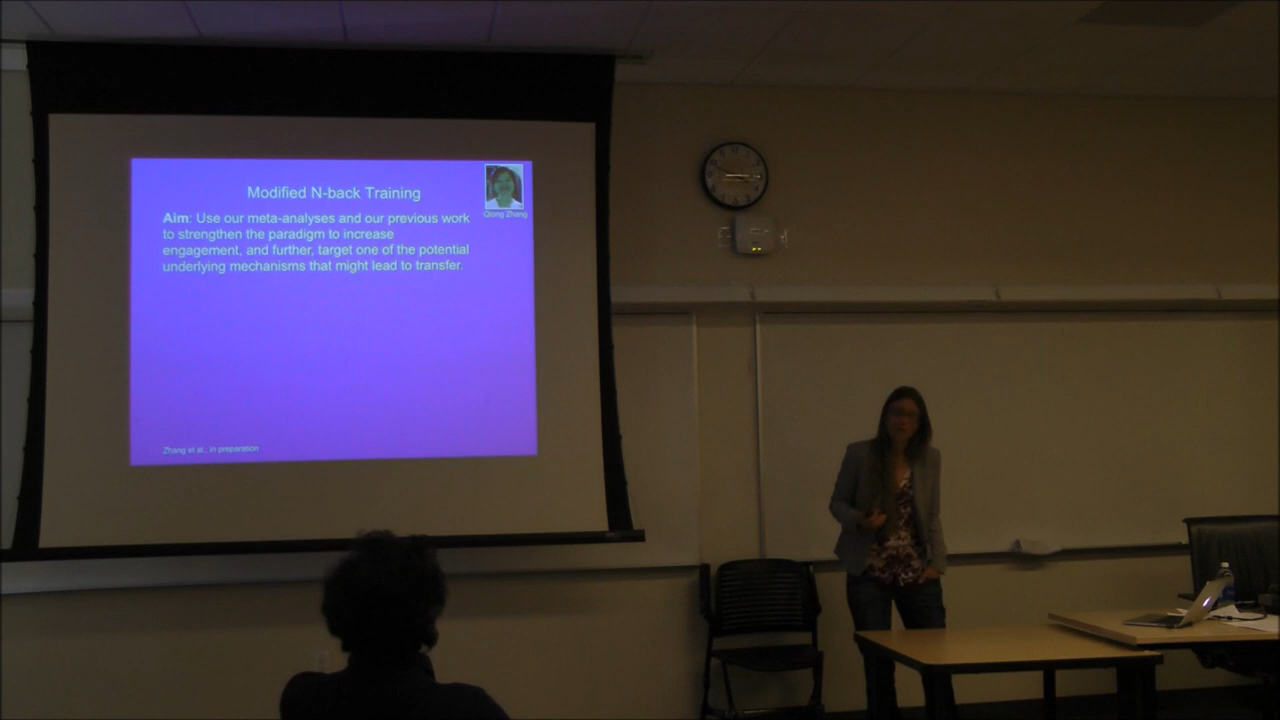 Modified N-back Training
Qiong Zhang
Aim: Use our meta-analyses and our previous work
to strengthen the paradigm to increase
engagement, and further, target one of the potential
underlying mechanisms that might lead to transfer.
Zhang et al., in preparation